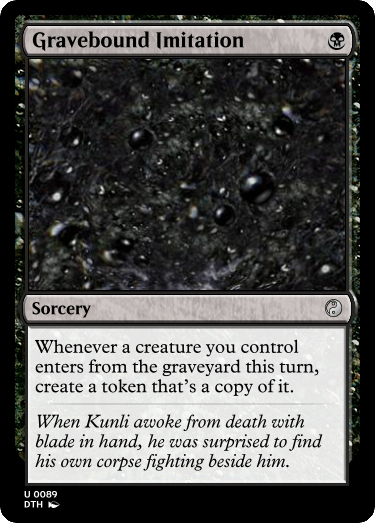 Gravebound Imitation
Sorcery
Whenever a creature you control
enters from the graveyard this turn,
create a token that's a copy of it.
When Kunli awoke from death with
blade in hand, he was surprised to find
his own corpse fighting beside him.
U 0089
DTH